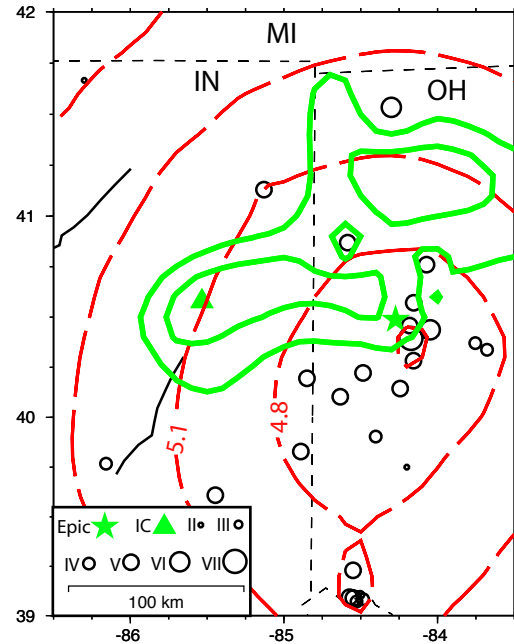 42
MI
IN
OH
41
40
5.1
4.8
Epic IC II III
IV V VI VII
100 km
39
-86 -85 -84